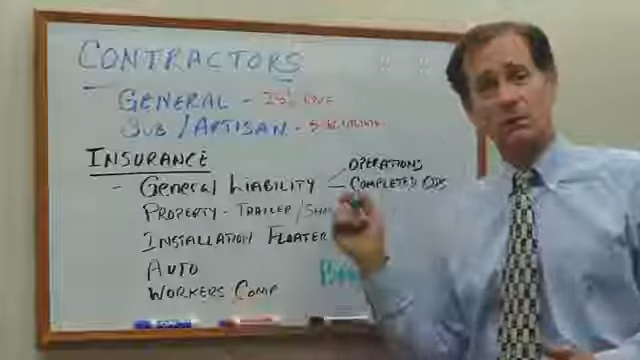 CONTRACTORS
- GENERAL - 
SUB/ARTISAN - 
INSURANCE
- GENERAL LIABILITY
OPERATIONS
COMPLETED OPS
PROPERTY - TRAILER/
INSTALLATION FLOATER
AUTO
WORKERS COMP